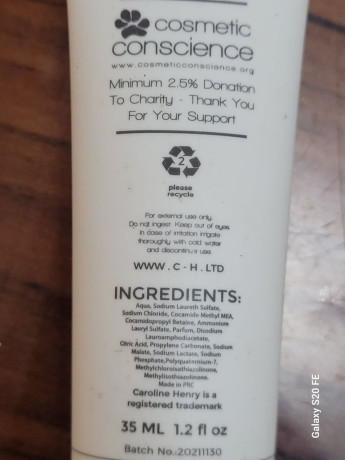 cosmetic
conscience
www.cosmeticconscience.org
Minimum 2.5% Donation
To Charity - Thank You
For Your Support
2
please
recycle
For external use only.
Do not ingest. Keep out of eyes.
In case of irritation irrigate
thoroughly with cold water
and discontinue use.
WWW.C-H.LTD
INGREDIENTS:
Aqua, Sodium Laureth Sulfate,
Sodium Chloride, Cocamide Methyl MEA,
Cocamidopropyl Betaine, Ammonium
Lauryl Sulfate, Parfum, Disodium
Lauroamphodiacetate,
Citric Acid, Propylene Carbonate, Sodium
Malate, Sodium Lactate, Sodium
Phosphate,Polyquaternium-7,
Methylchloroisothiazolinone,
Methylisothiazolinone.
Made in PRC
Caroline Henry is a
registered trademark
35 ML 1.2 fl oz
Batch No.:20211130
Galaxy S20 FE